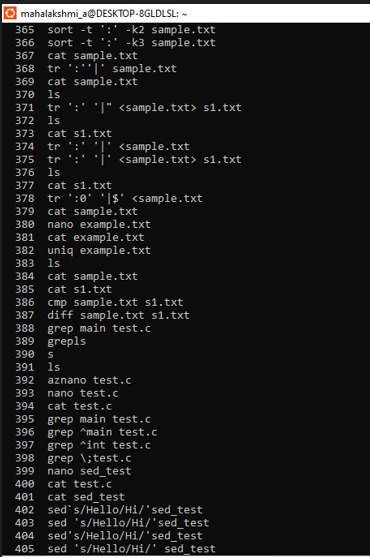 mahalakshmi_a@DESKTOP-8GLDLSL: ~
365 sort -t ':' -k2 sample.txt
366 sort -t ':' -k3 sample.txt
367 cat sample.txt
368 tr ':''|' sample.txt
369 cat sample.txt
370 ls
371 tr ':' '|" <sample.txt> s1.txt
372 ls
373 cat s1.txt
374 tr ':' '|' <sample.txt
375 tr ':' '|' <sample.txt> s1.txt
376 ls
377 cat s1.txt
378 tr ':0' '|$' <sample.txt
379 cat sample.txt
380 nano example.txt
381 cat example.txt
382 uniq example.txt
383 ls
384 cat sample.txt
385 cat s1.txt
386 cmp sample.txt s1.txt
387 diff sample.txt s1.txt
388 grep main test.c
389 grepls
390 s
391 ls
392 aznano test.c
393 nano test.c
394 cat test.c
395 grep main test.c
396 grep ^main test.c
397 grep ^int test.c
398 grep \;test.c
399 nano sed_test
400 cat test.c
401 cat sed_test
402 sed`s/Hello/Hi/'sed_test
403 sed 's/Hello/Hi/'sed_test
404 sed's/Hello/Hi/'sed_test
405 sed 's/Hello/Hi/' sed_test